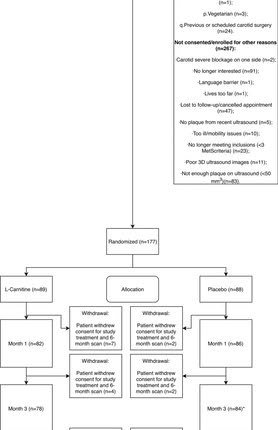 (n=1);
p.Vegetarian (n=3);
q.Previous or scheduled carotid surgery
(n=24).
Not consented/enrolled for other reasons
(n=267):
·Carotid severe blockage on one side (n=2);
·No longer interested (n=91);
·Language barrier (n=1);
·Lives too far (n=1);
·Lost to follow-up/cancelled appointment
(n=47);
·No plaque from recent ultrasound (n=5);
·Too ill/mobility issues (n=10);
·No longer meeting inclusions (<3
MetScriteria) (n=23);
·Poor 3D ultrasound images (n=11);
·Not enough plaque on ultrasound (<50
mm³)(n=83).
Randomized (n=177)
L-Carnitine (n=89)
Allocation
Placebo (n=88)
Withdrawal:
Patient withdrew
consent for study
treatment and 6-
month scan
(n=7)
Withdrawal:
Patient withdrew
consent for study
treatment and 6-
month scan
(n=2)
Month 1 (n=82)
Month 1 (n=86)
Withdrawal:
Patient withdrew
consent for study
treatment and 6-
month scan
(n=4)
Withdrawal:
Patient withdrew
consent for study
treatment and 6-
month scan
(n=2)
Month 3 (n=78)
Month 3 (n=84)*